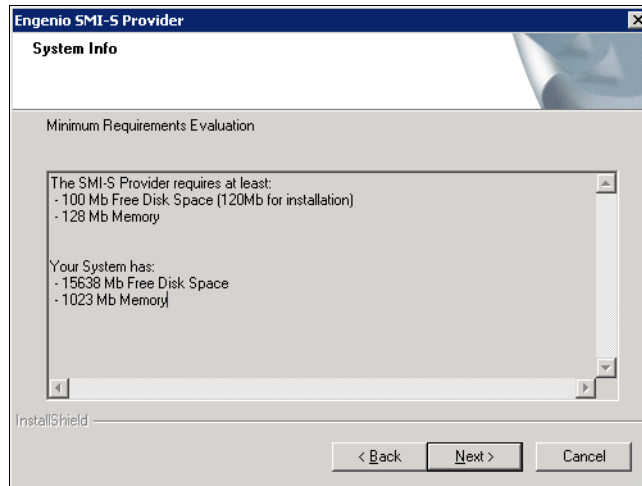 Engenio SMI-S Provider
System Info
Minimum Requirements Evaluation
The SMI-S Provider requires at least:
- 100 Mb Free Disk Space (120Mb for installation)
- 128 Mb Memory
Your System has:
- 15638 Mb Free Disk Space
- 1023 Mb Memory
InstallShield
< Back
Next >
Cancel